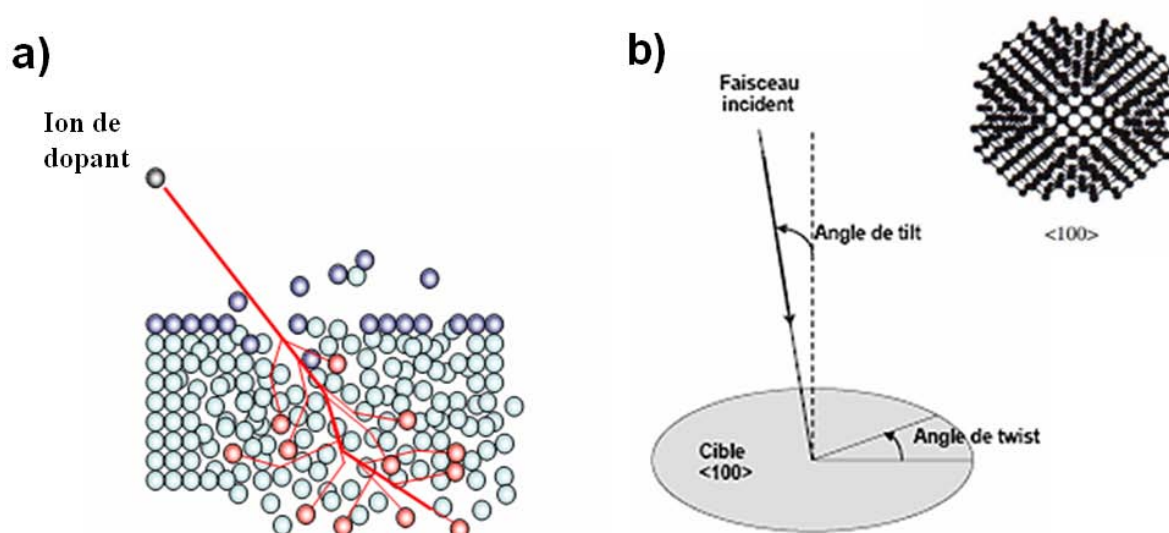 a)
Ion de
dopant
b)
Faisceau
incident
Angle de tilt
<100>
Angle de twist
Cible
<100>